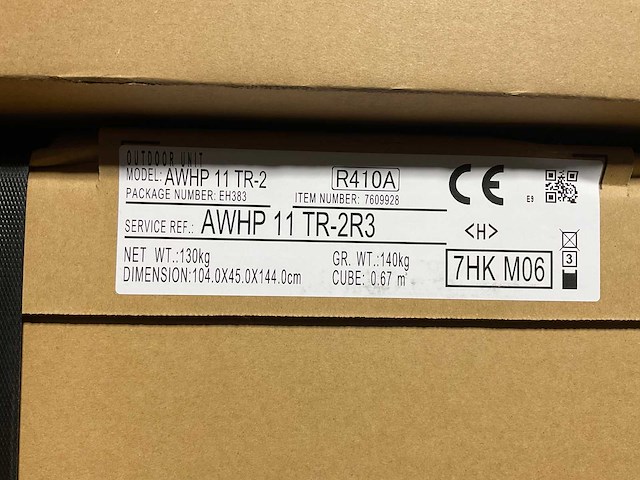 OUTDOOR UNIT
MODEL: AWHP 11 TR-2
R410A
PACKAGE NUMBER: EH383
ITEM NUMBER: 7609928
SERVICE REF.: AWHP 11 TR-2R3
NET WT.:130kg
GR. WT.:140kg
DIMENSION:104.0X45.0X144.0cm
CUBE: 0.67 m³
CE
E9
<H>
7HK M06
3